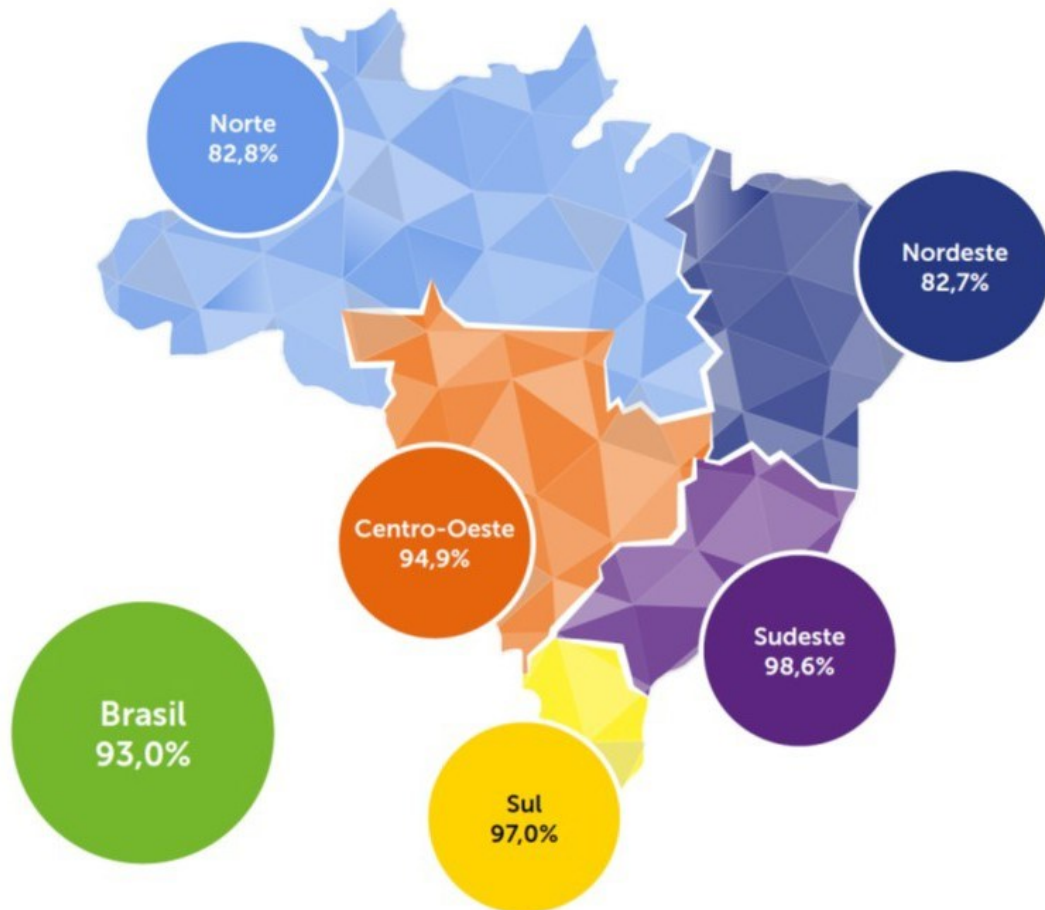 Norte
82,8%
Nordeste
82,7%
Centro-Oeste
94,9%
Sudeste
98,6%
Brasil
93,0%
Sul
97,0%